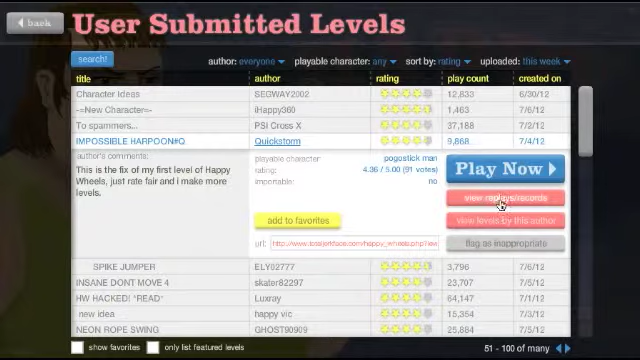 back
User Submitted Levels
search!
author: everyone playable character: any sort by: rating uploaded: this week
title author rating play count created on
Character Ideas SEGWAY2002 12,833 6/30/12
-=New Character=- iHappy360 1,463 7/6/12
To spammers... PSI Cross X 37,188 7/2/12
IMPOSSIBLE HARPOON#Q Quickstorm 9,868 7/4/12
author's comments:
This is the fix of my first level of Happy
Wheels, just rate fair and i make more
levels.
playable character: pogostick man
rating: 4.36 / 5.00 (91 votes)
importable: no
add to favorites
url: http://www.totaljerkface.com/happy_wheels.php?lev
Play Now
view replays/records
view levels by this author
flag as inappropriate
SPIKE JUMPER ELY02777 3,796 7/6/12
INSANE DONT MOVE 4 skater82297 23,707 7/5/12
HW HACKED! *READ* Luxray 64,147 7/1/12
new idea happy vic 15,354 7/3/12
NEON ROPE SWING GHOST90909 25,884 7/5/12
show favorites only list featured levels 51 - 100 of many